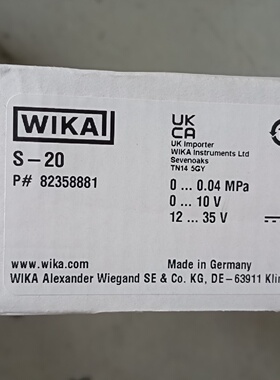 WIKA
S-20
P# 82358881
UK
CA
UK Importer
WIKA Instruments Ltd
Sevenoaks
TN14 5GY
0 ... 0.04 MPa
0 ... 10 V
12 ... 35 V
www.wika.com
Made in Germany
WIKA Alexander Wiegand SE & Co. KG, DE-63911 Kli